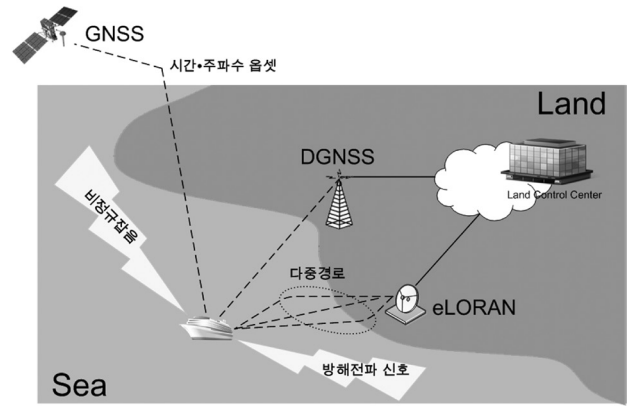 GNSS
시간•주파수 옵셋
Land
DGNSS
Land Control Center
비정규잡음
다중경로
eLORAN
방해전파 신호
Sea